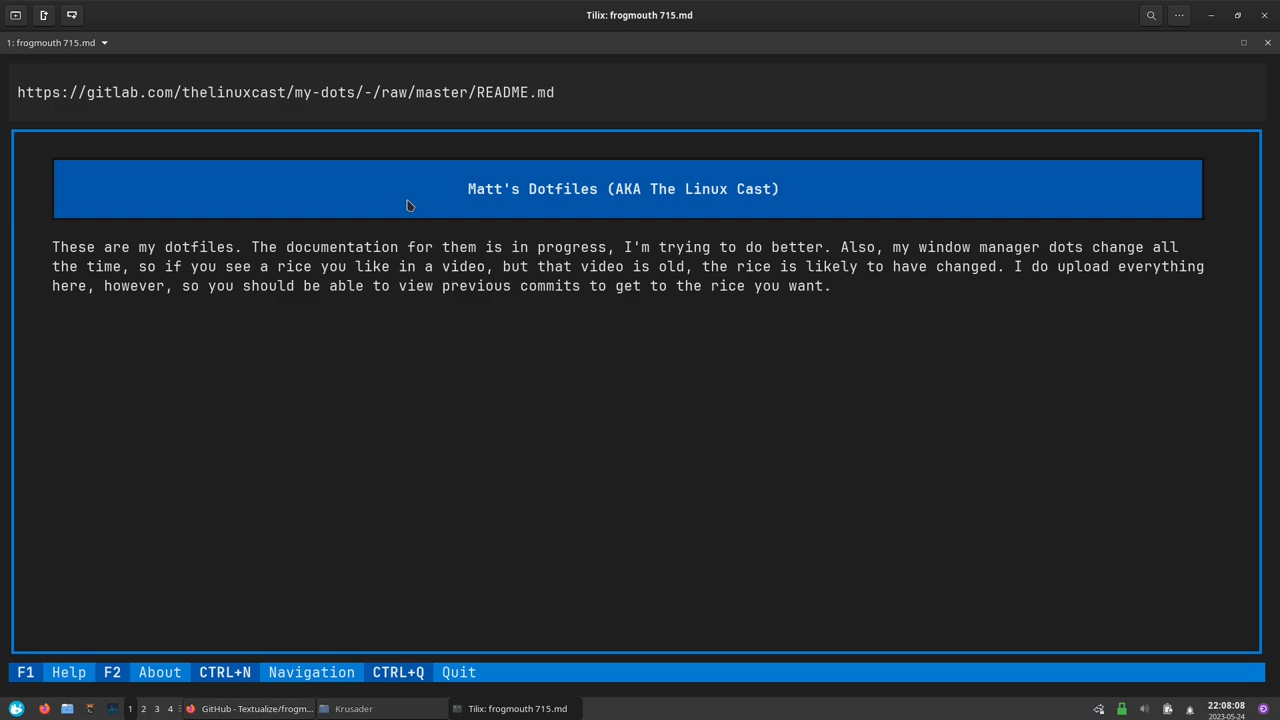 Tilix: frogmouth 715.md
1: frogmouth 715.md
https://gitlab.com/thelinuxcast/my-dots/-/raw/master/README.md
Matt's Dotfiles (AKA The Linux Cast)
These are my dotfiles. The documentation for them is in progress, I'm trying to do better. Also, my window manager dots change all
the time, so if you see a rice you like in a video, but that video is old, the rice is likely to have changed. I do upload everything
here, however, so you should be able to view previous commits to get to the rice you want.
F1 Help F2 About CTRL+N Navigation CTRL+Q Quit
1 2 3 4 GitHub - Textualize/frogm... Krusader Tilix: frogmouth 715.md 22:08:08
2023-05-24